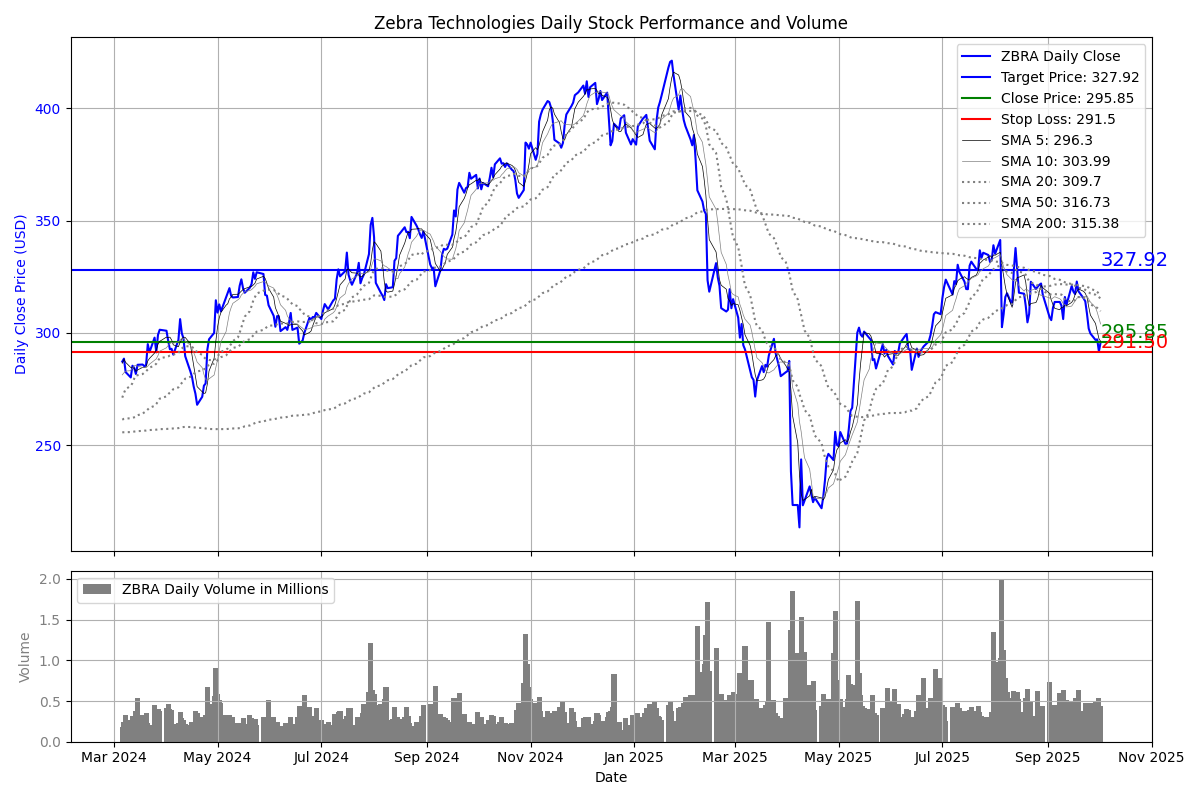 Zebra Technologies Daily Stock Performance and Volume
Daily Close Price (USD)
400
350
300
250
ZBRA Daily Close
Target Price: 327.92
Close Price: 295.85
Stop Loss: 291.5
SMA 5: 296.3
SMA 10: 303.99
SMA 20: 309.7
SMA 50: 316.73
SMA 200: 315.38
327.92
295.85
291.50
Volume
2.0
1.5
1.0
0.5
0.0
ZBRA Daily Volume in Millions
Mar 2024 May 2024 Jul 2024 Sep 2024 Nov 2024 Jan 2025 Mar 2025 May 2025 Jul 2025 Sep 2025 Nov 2025
Date